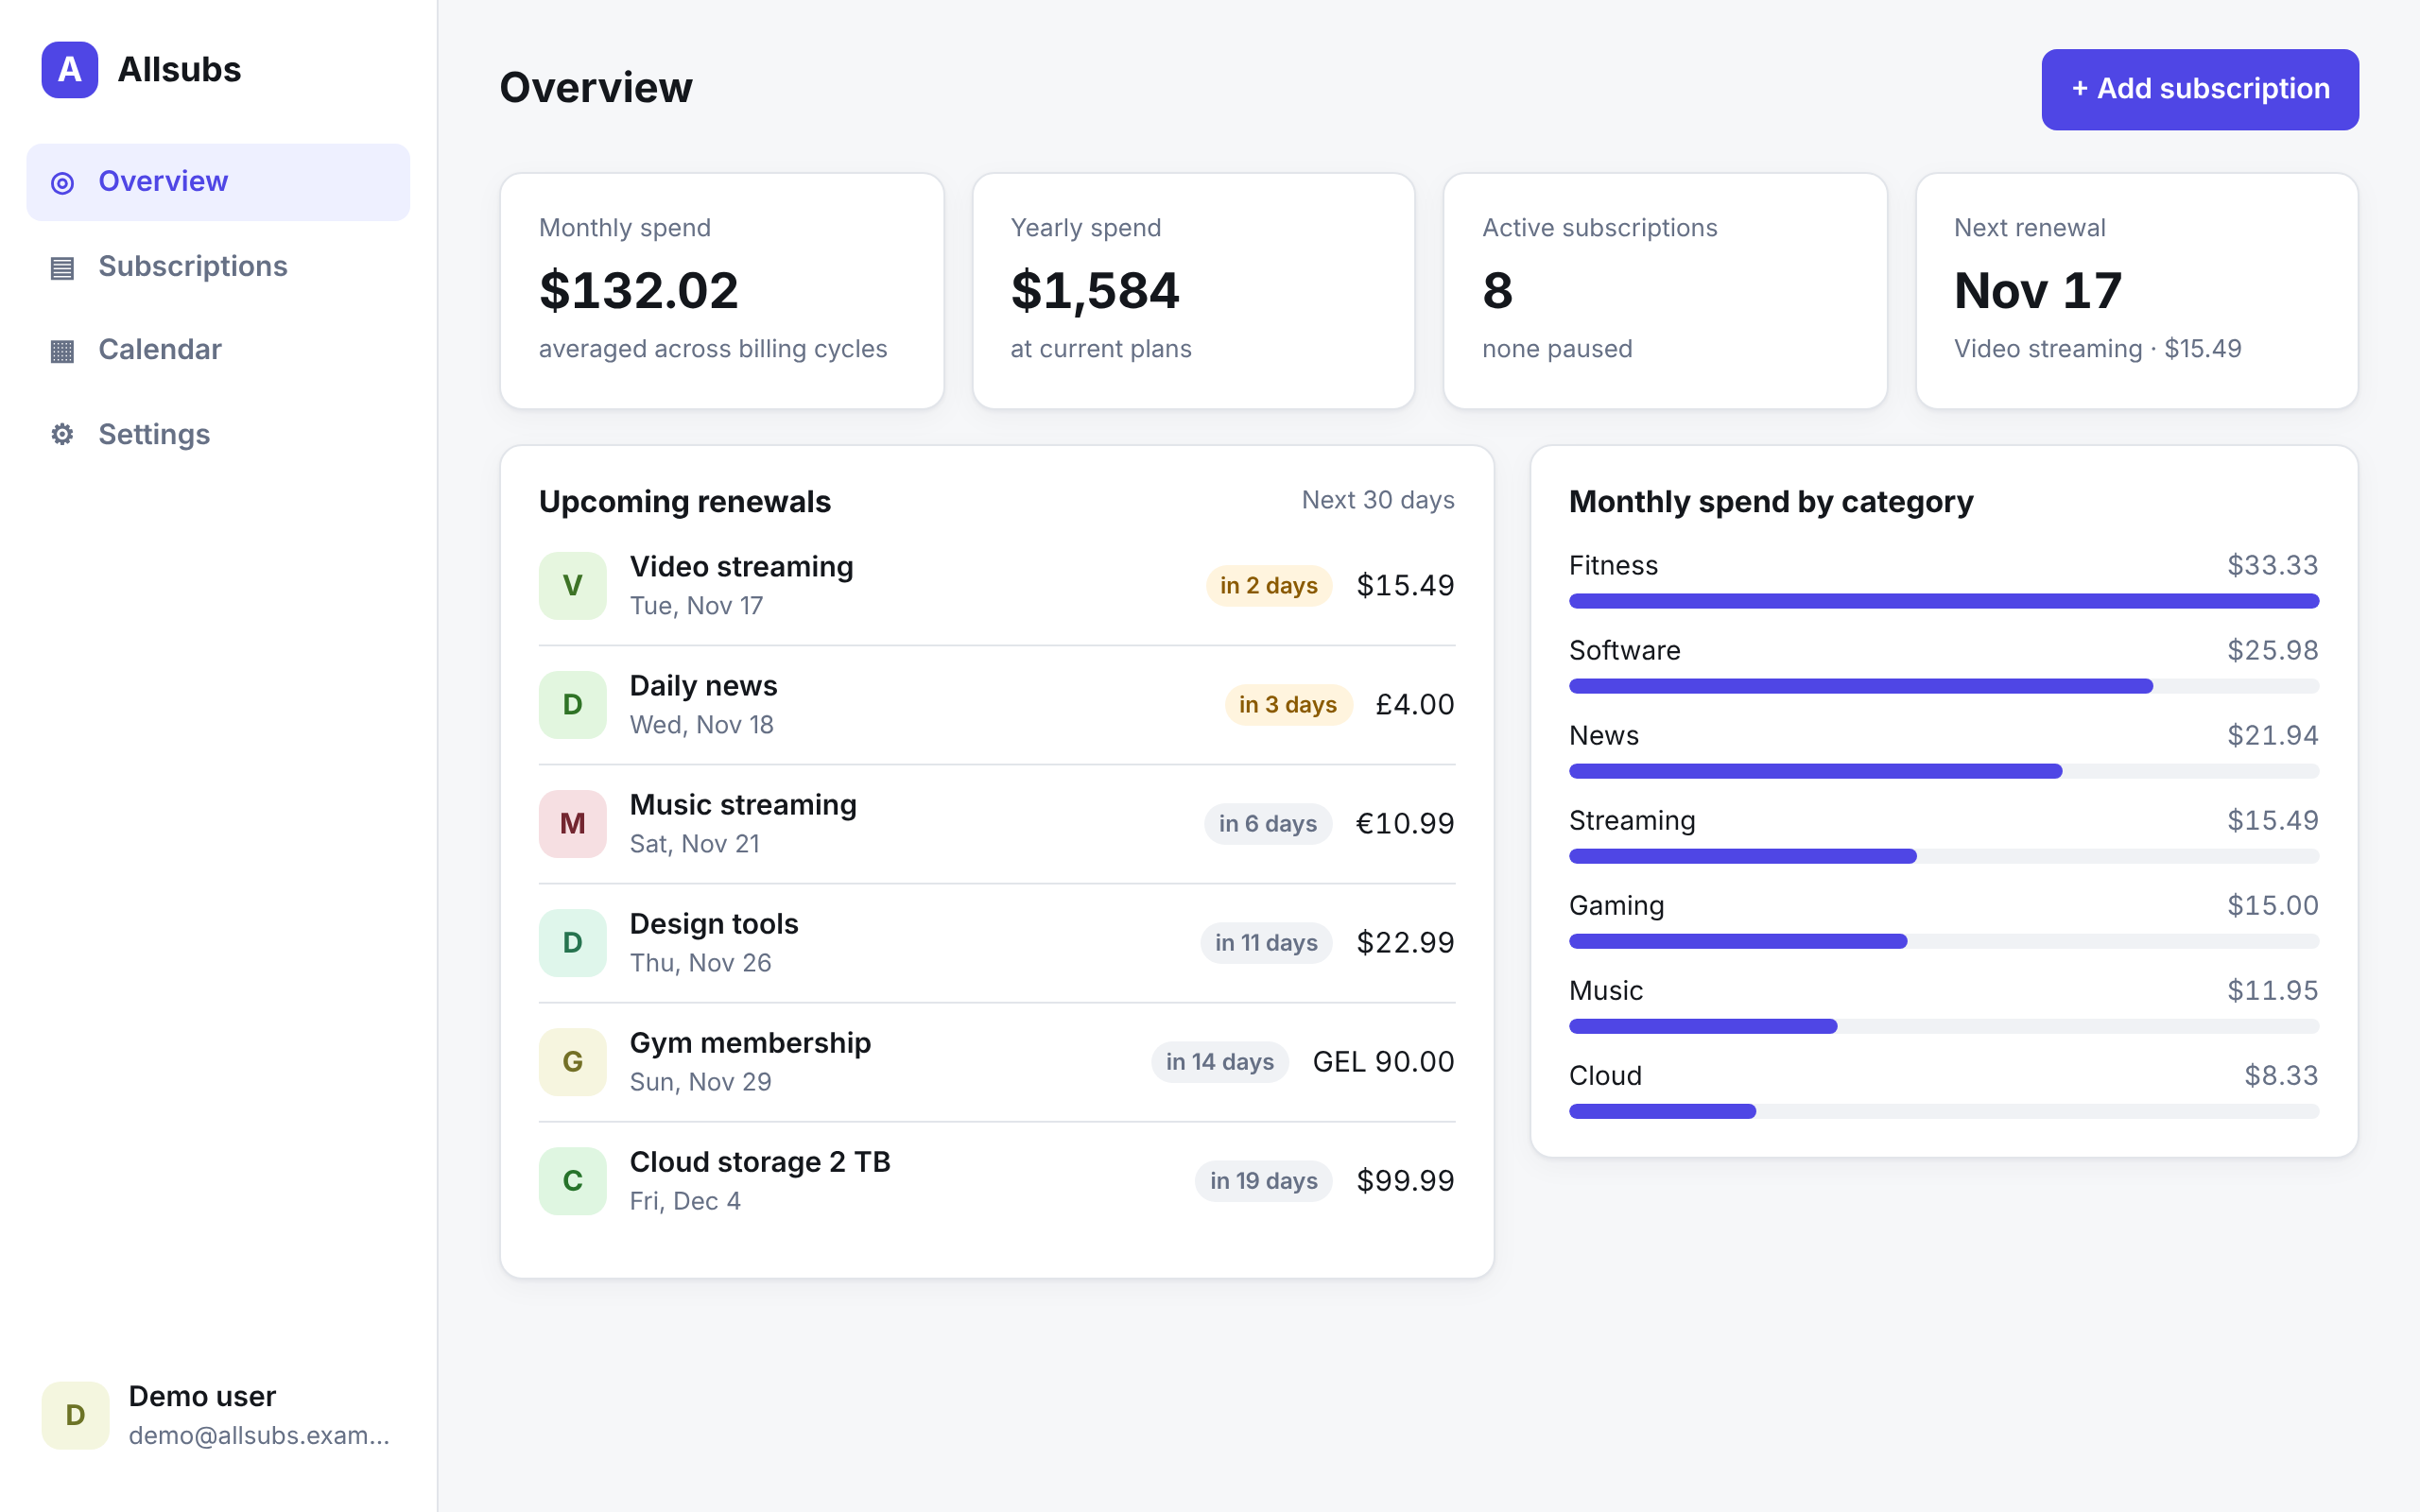 A Allsubs
Overview
Subscriptions
Calendar
Settings
D
Demo user
demo@allsubs.exam...
Overview
+ Add subscription
Monthly spend
$132.02
averaged across billing cycles
Yearly spend
$1,584
at current plans
Active subscriptions
8
none paused
Next renewal
Nov 17
Video streaming · $15.49
Upcoming renewals
Next 30 days
V
Video streaming
Tue, Nov 17
in 2 days
$15.49
D
Daily news
Wed, Nov 18
in 3 days
£4.00
M
Music streaming
Sat, Nov 21
in 6 days
€10.99
D
Design tools
Thu, Nov 26
in 11 days
$22.99
G
Gym membership
Sun, Nov 29
in 14 days
GEL 90.00
C
Cloud storage 2 TB
Fri, Dec 4
in 19 days
$99.99
Monthly spend by category
Fitness $33.33
Software $25.98
News $21.94
Streaming $15.49
Gaming $15.00
Music $11.95
Cloud $8.33